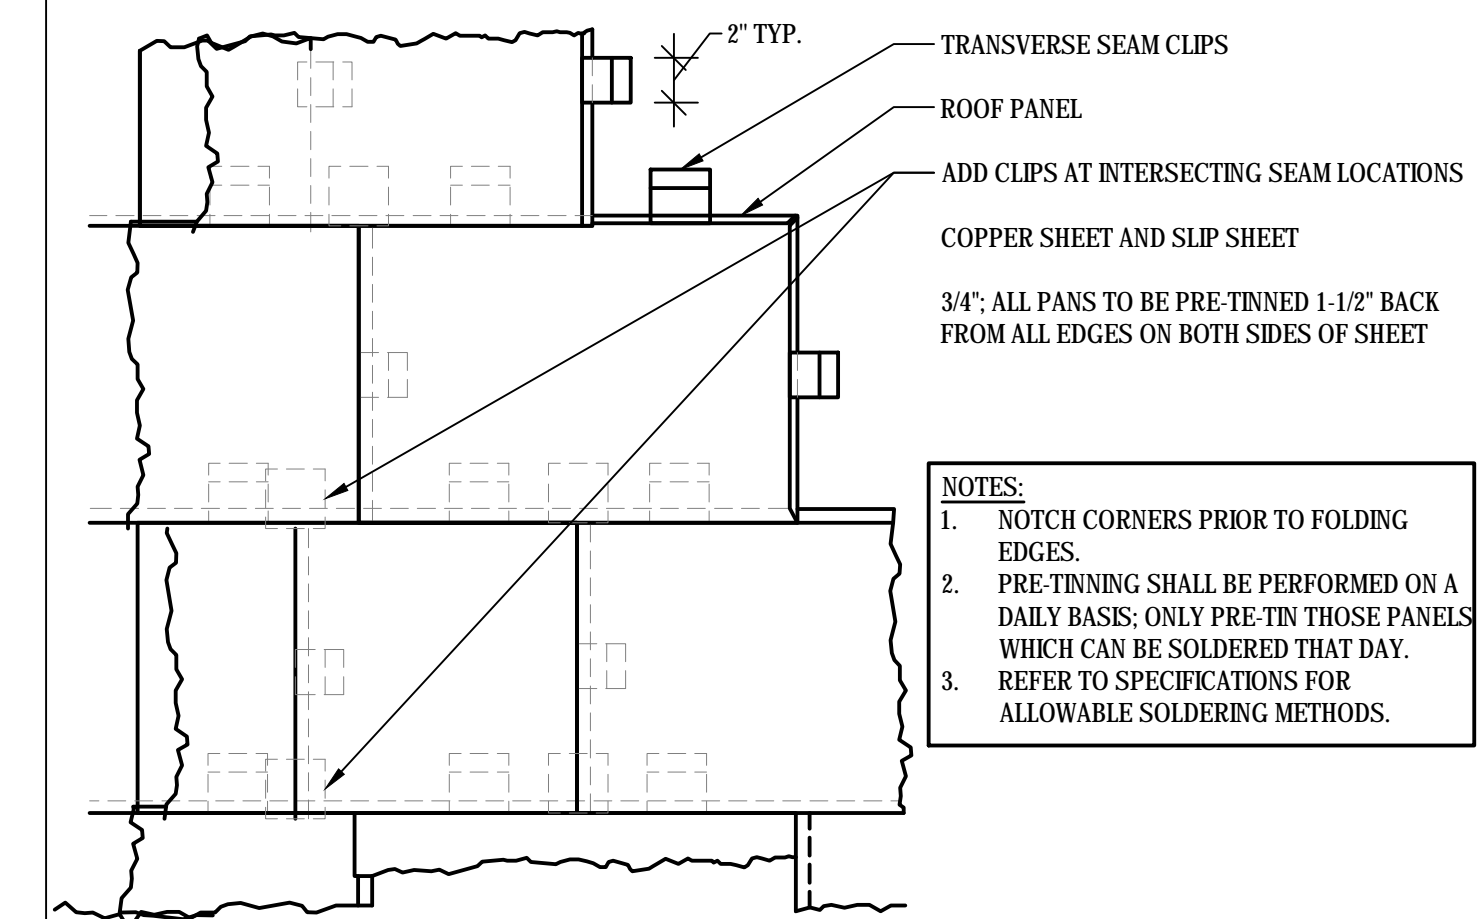 2" TYP.
TRANSVERSE SEAM CLIPS
ROOF PANEL
ADD CLIPS AT INTERSECTING SEAM LOCATIONS
COPPER SHEET AND SLIP SHEET
3/4"; ALL PANS TO BE PRE-TINNED 1-1/2" BACK
FROM ALL EDGES ON BOTH SIDES OF SHEET
NOTES:
1. NOTCH CORNERS PRIOR TO FOLDING
EDGES.
2. PRE-TINNING SHALL BE PERFORMED ON A
DAILY BASIS; ONLY PRE-TIN THOSE PANELS
WHICH CAN BE SOLDERED THAT DAY.
3. REFER TO SPECIFICATIONS FOR
ALLOWABLE SOLDERING METHODS.